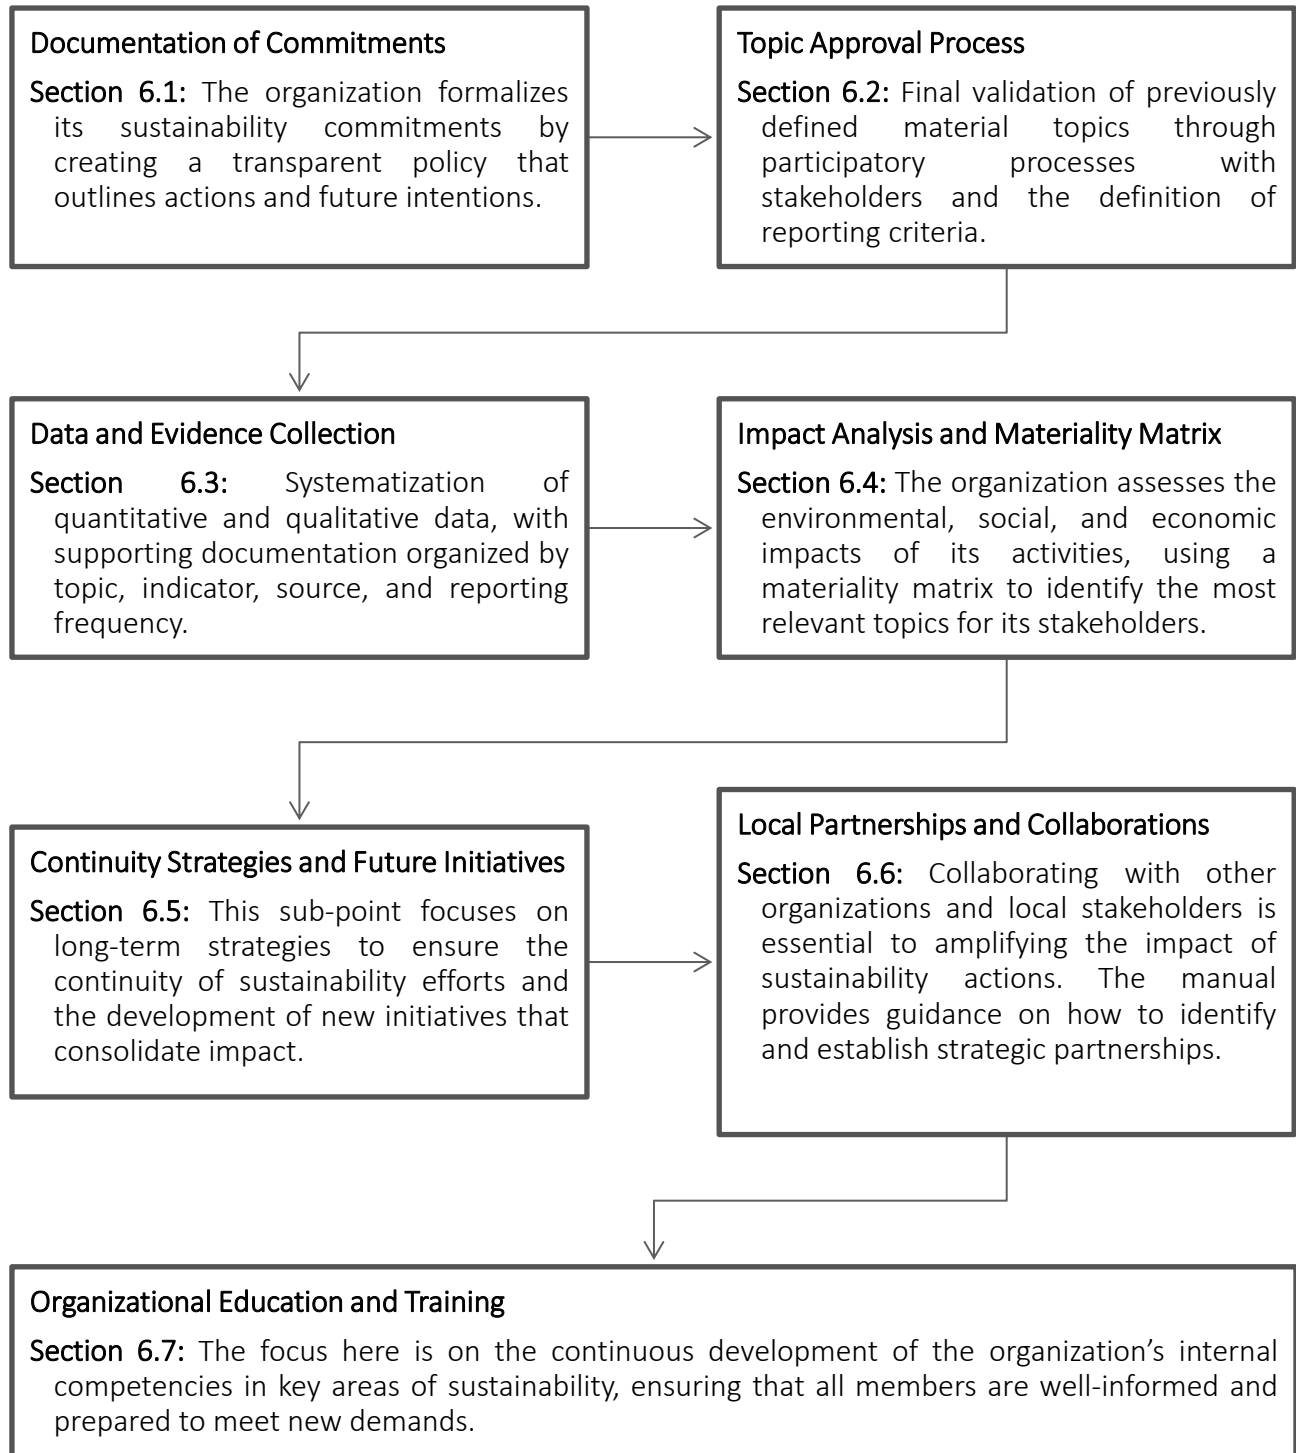 Documentation of Commitments
Section 6.1: The organization formalizes
its sustainability commitments by
creating a transparent policy that
outlines actions and future intentions.
Topic Approval Process
Section 6.2: Final validation of previously
defined material topics through
participatory processes with
stakeholders and the definition of
reporting criteria.
Data and Evidence Collection
Section 6.3: Systematization of
quantitative and qualitative data, with
supporting documentation organized by
topic, indicator, source, and reporting
frequency.
Impact Analysis and Materiality Matrix
Section 6.4: The organization assesses the
environmental, social, and economic
impacts of its activities, using a
materiality matrix to identify the most
relevant topics for its stakeholders.
Continuity Strategies and Future Initiatives
Section 6.5: This sub-point focuses on
long-term strategies to ensure the
continuity of sustainability efforts and
the development of new initiatives that
consolidate impact.
Local Partnerships and Collaborations
Section 6.6: Collaborating with other
organizations and local stakeholders is
essential to amplifying the impact of
sustainability actions. The manual
provides guidance on how to identify
and establish strategic partnerships.
Organizational Education and Training
Section 6.7: The focus here is on the continuous development of the organization’s internal
competencies in key areas of sustainability, ensuring that all members are well-informed and
prepared to meet new demands.